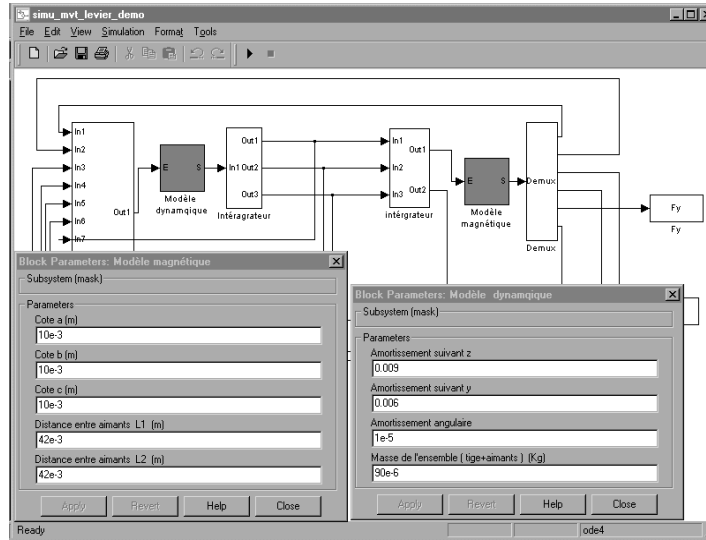 simu_mvt_levier_demo
File Edit View Simulation Format Tools
In1
In2
In3
In4
In5
In6
In7
Out1
E S
Modèle
dynamqique
In1
Out1
Out2
Out3
Intéragrateur
In1
In2
In3
Out1
Out2
intérgrateur
E S
Modèle
magnétique
Demux
Demux
Fy
Fy
Block Parameters: Modèle magnétique
Subsystem (mask)
Parameters
Cote a (m)
10e-3
Cote b (m)
10e-3
Cote c (m)
10e-3
Distance entre aimants L1 (m)
42e-3
Distance entre aimants L2 (m)
42e-3
Apply Revert Help Close
Block Parameters: Modèle dynamqique
Subsystem (mask)
Parameters
Amortissement suivant z
0.009
Amortissement suivant y
0.006
Amortissement angulaire
1e-5
Masse de l'ensemble ( tige+aimants ) (Kg)
90e-6
Apply Revert Help Close
Ready
ode4